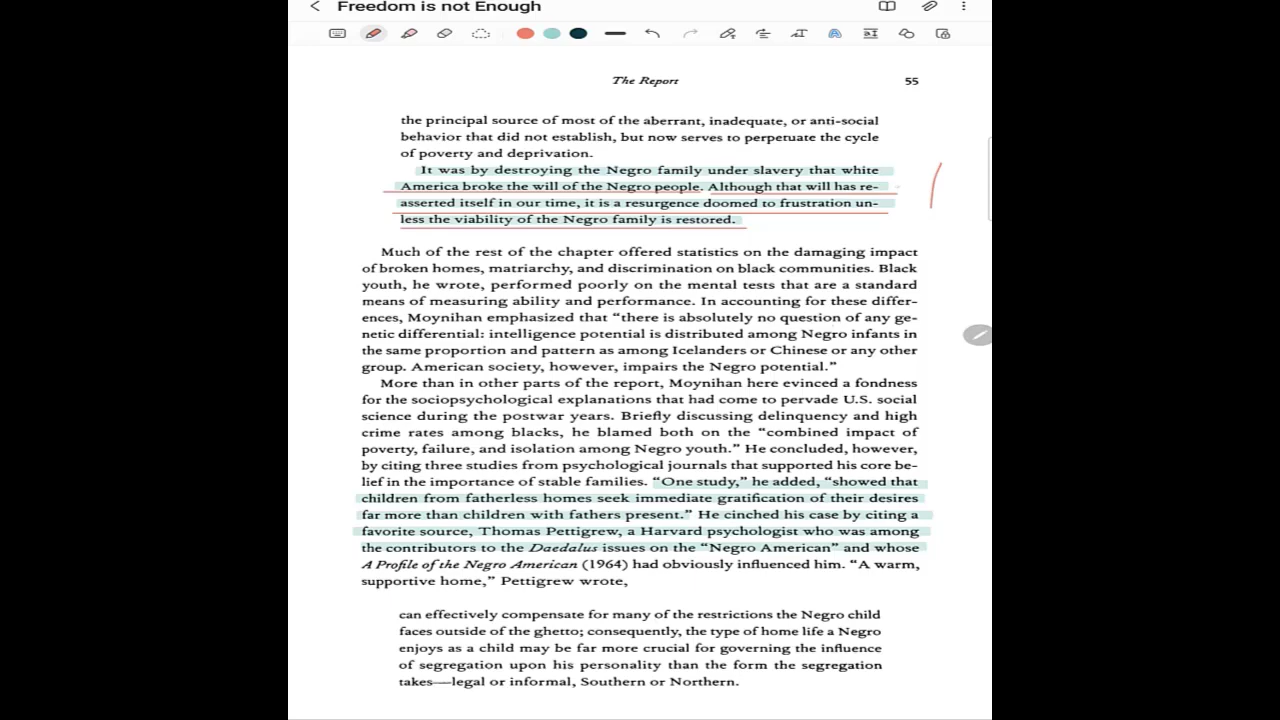 Freedom is not Enough
The Report 55
the principal source of most of the aberrant, inadequate, or anti-social
behavior that did not establish, but now serves to perpetuate the cycle
of poverty and deprivation.
It was by destroying the Negro family under slavery that white
America broke the will of the Negro people. Although that will has re-
asserted itself in our time, it is a resurgence doomed to frustration un-
less the viability of the Negro family is restored.
Much of the rest of the chapter offered statistics on the damaging impact
of broken homes, matriarchy, and discrimination on black communities. Black
youth, he wrote, performed poorly on the mental tests that are a standard
means of measuring ability and performance. In accounting for these differ-
ences, Moynihan emphasized that “there is absolutely no question of any ge-
netic differential: intelligence potential is distributed among Negro infants in
the same proportion and pattern as among Icelanders or Chinese or any other
group. American society, however, impairs the Negro potential.”
More than in other parts of the report, Moynihan here evinced a fondness
for the sociopsychological explanations that had come to pervade U.S. social
science during the postwar years. Briefly discussing delinquency and high
crime rates among blacks, he blamed both on the “combined impact of
poverty, failure, and isolation among Negro youth.” He concluded, however,
by citing three studies from psychological journals that supported his core be-
lief in the importance of stable families. “One study,” he added, “showed that
children from fatherless homes seek immediate gratification of their desires
far more than children with fathers present.” He cinched his case by citing a
favorite source, Thomas Pettigrew, a Harvard psychologist who was among
the contributors to the Daedalus issues on the “Negro American” and whose
A Profile of the Negro American (1964) had obviously influenced him. “A warm,
supportive home,” Pettigrew wrote,
can effectively compensate for many of the restrictions the Negro child
faces outside of the ghetto; consequently, the type of home life a Negro
enjoys as a child may be far more crucial for governing the influence
of segregation upon his personality than the form the segregation
takes—legal or informal, Southern or Northern.